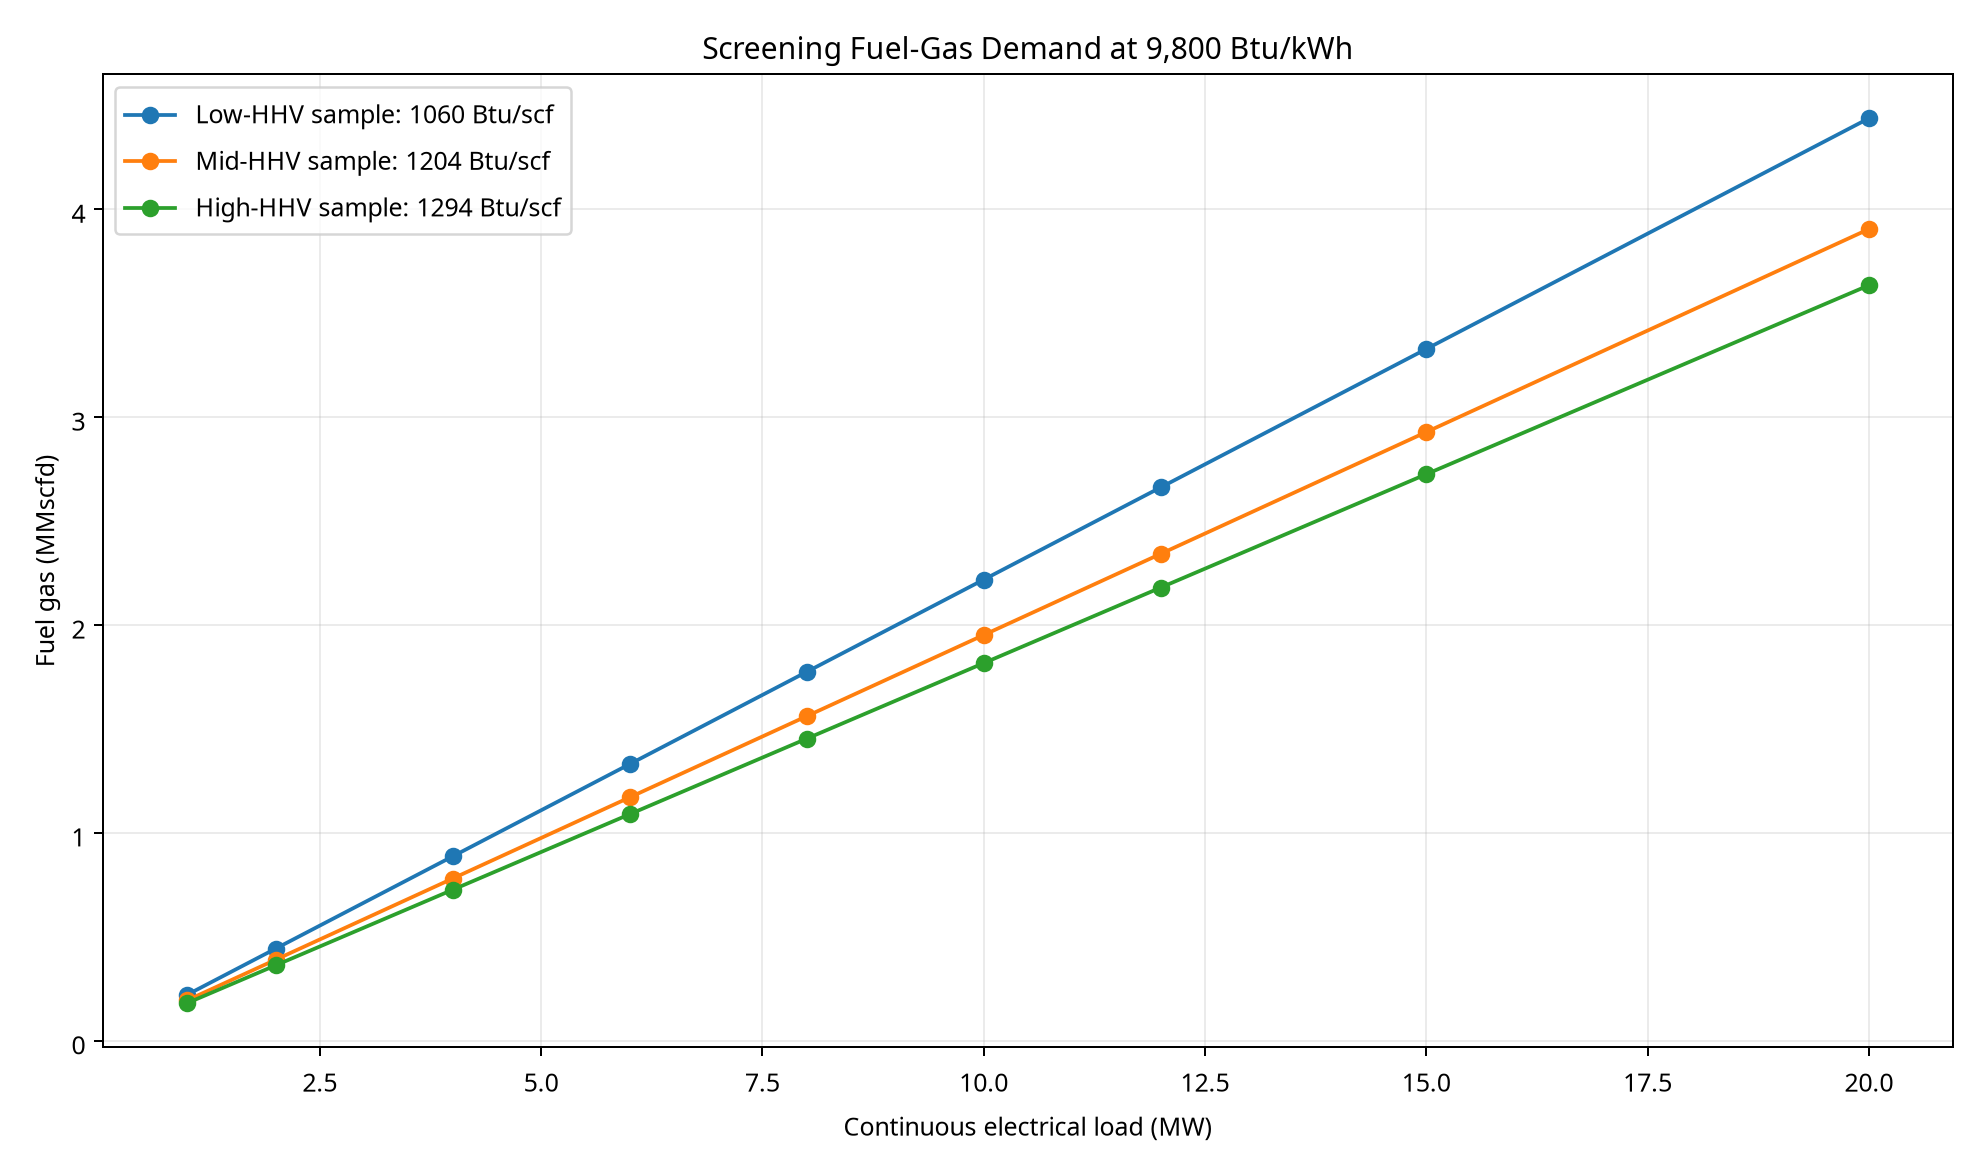 Screening Fuel-Gas Demand at 9,800 Btu/kWh
Low-HHV sample: 1060 Btu/scf
Mid-HHV sample: 1204 Btu/scf
High-HHV sample: 1294 Btu/scf
Fuel gas (MMscfd)
4
3
2
1
0
2.5 5.0 7.5 10.0 12.5 15.0 17.5 20.0
Continuous electrical load (MW)